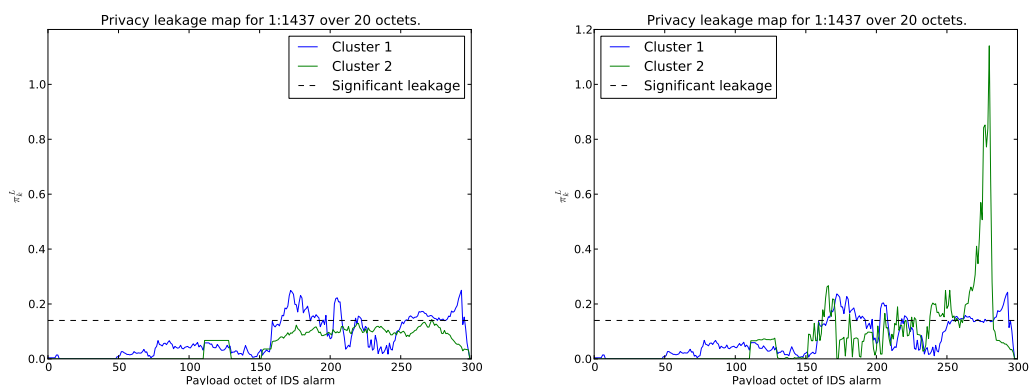 Privacy leakage map for 1:1437 over 20 octets.
Cluster 1
Cluster 2
Significant leakage
1.0
0.8
0.6
0.4
0.2
0.0
π_k^L
0 50 100 150 200 250 300
Payload octet of IDS alarm
Privacy leakage map for 1:1437 over 20 octets.
1.2
Cluster 1
Cluster 2
Significant leakage
1.0
0.8
0.6
0.4
0.2
0.0
π_k^L
0 50 100 150 200 250 300
Payload octet of IDS alarm